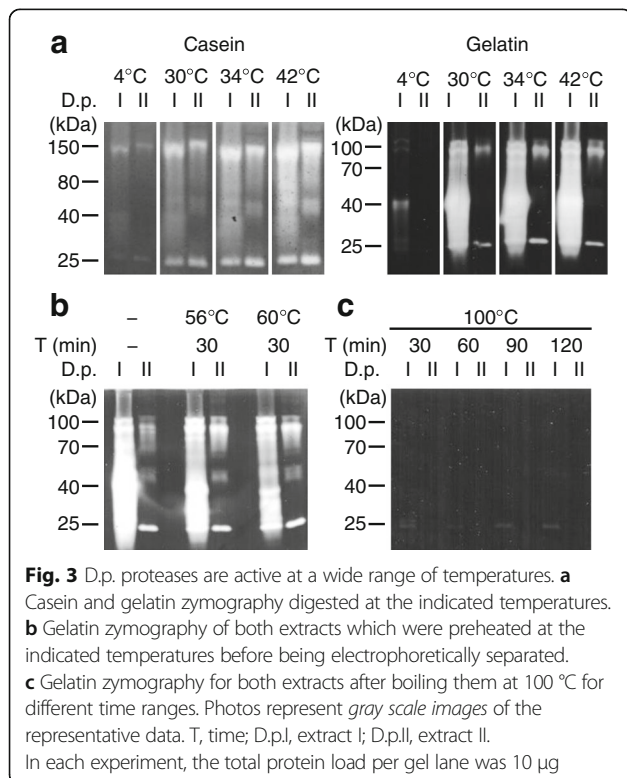 a Casein Gelatin
4°C 30°C 34°C 42°C 4°C 30°C 34°C 42°C
D.p. I II I II I II I II I II I II I II I II
(kDa) (kDa)
150 100
80 70
40 40
25 25
b – 56°C 60°C
T (min) – 30 30
D.p. I II I II I II
(kDa)
100
70
40
25
c 100°C
T (min) 30 60 90 120
D.p. I II I II I II I II
(kDa)
100
70
40
25
Fig. 3 D.p. proteases are active at a wide range of temperatures. a
Casein and gelatin zymography digested at the indicated temperatures.
b Gelatin zymography of both extracts which were preheated at the
indicated temperatures before being electrophoretically separated.
c Gelatin zymography for both extracts after boiling them at 100 °C for
different time ranges. Photos represent gray scale images of the
representative data. T, time; D.p.I, extract I; D.p.II, extract II.
In each experiment, the total protein load per gel lane was 10 μg